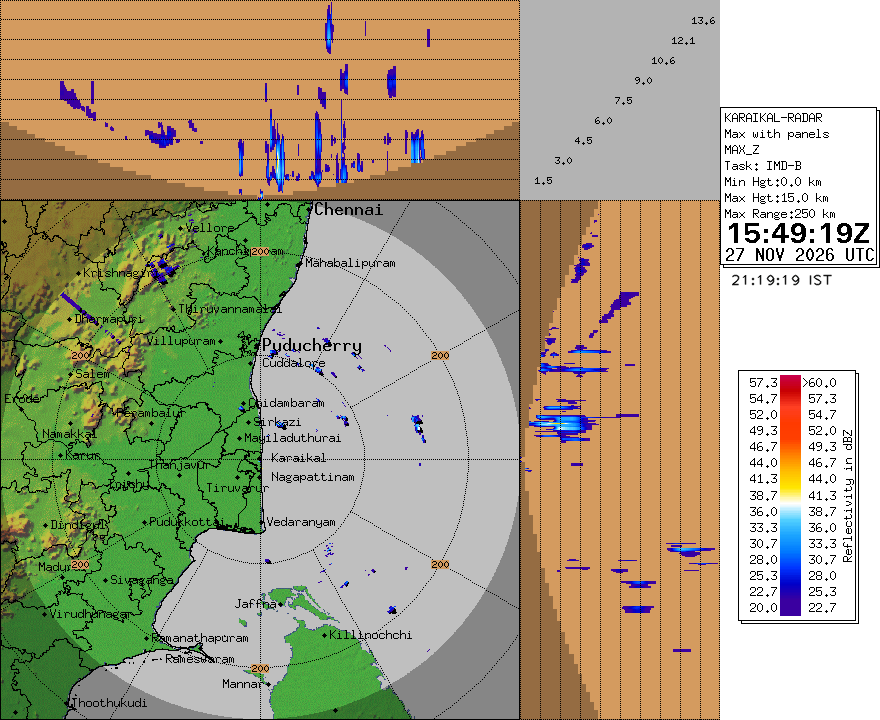 13.6
12.1
10.6
9.0
7.5
6.0
4.5
3.0
1.5
KARAIKAL-RADAR
Max with panels
MAX_Z
Task: IMD-B
Min Hgt:0.0 km
Max Hgt:15.0 km
Max Range:250 km
15:49:19Z
27 NOV 2026 UTC
21:19:19 IST
Chennai
Vellore
200
Mahabalipuram
Krishnagiri
Thiruvannamalai
Dharmapuri
Villupuram
Puducherry
200
200
Cuddalore
Salem
Erode
Chidambaram
Perambalur
Sirkazi
Namakkal
Mayiladuthurai
Karur
Karaikal
Thanjavur
Nagapattinam
Tiruvarur
Dindigul
Pudukkottai
Vedaranyam
200
200
Madurai
Sivaganga
Jaffna
Virudhunagar
Killinochchi
Ramanathapuram
Rameswaram
200
Mannar
Thoothukudi
57.3 >60.0
54.7 57.3
52.0 54.7
49.3 52.0
46.7 49.3
44.0 46.7
41.3 44.0
38.7 41.3
36.0 38.7
33.3 36.0
30.7 33.3
28.0 30.7
25.3 28.0
22.7 25.3
20.0 22.7
Reflectivity in dBZ